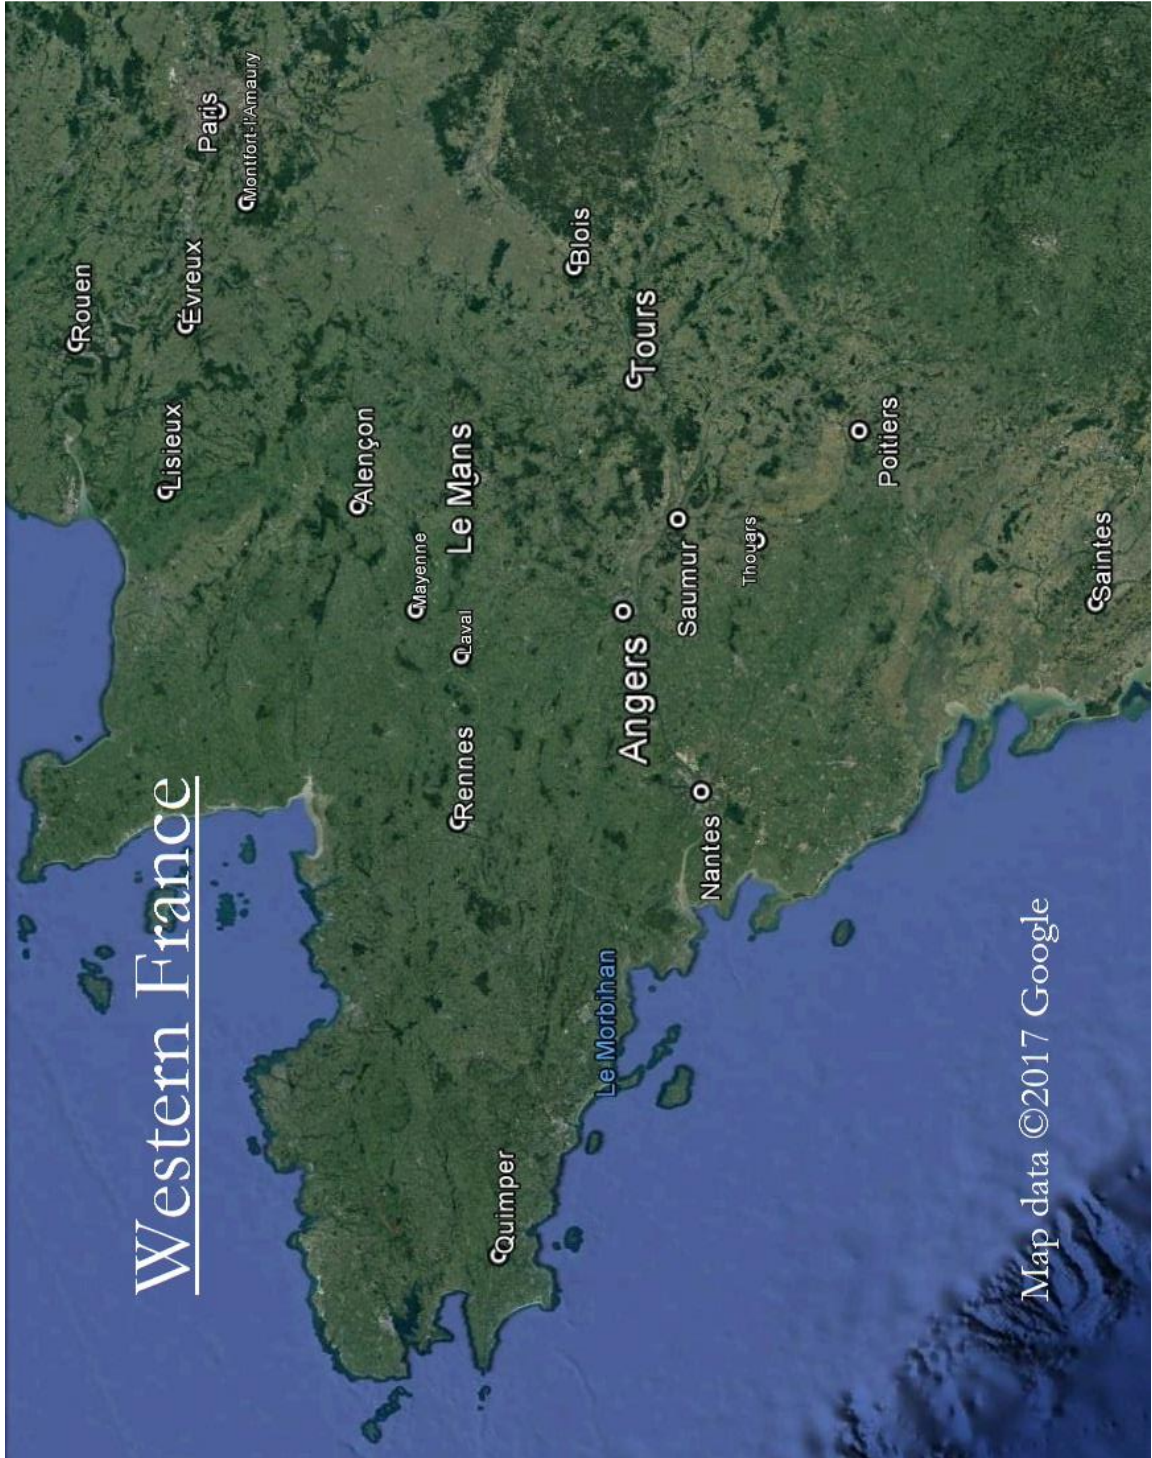 Western France
Rouen
Paris
Évreux
Montfort-l'Amaury
Lisieux
Alençon
Mayenne
Le Mans
Rennes
Laval
Quimper
Blois
Le Morbihan
Angers
Tours
Saumur
Nantes
Thouars
Poitiers
Saintes
Map data ©2017 Google